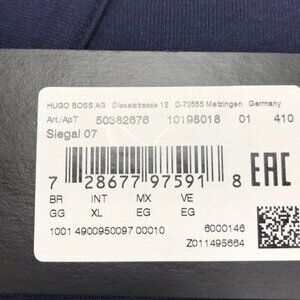 HUGO BOSS AG Dieselstrasse 12 D-72555 Metzingen Germany
Art./ApT 50382676 10198018 01 410
Siegal 07
7 28677 97591 8
EAC
BR INT MX VE
GG XL EG EG
1001 4900950097 00010 6000146
Z011495664